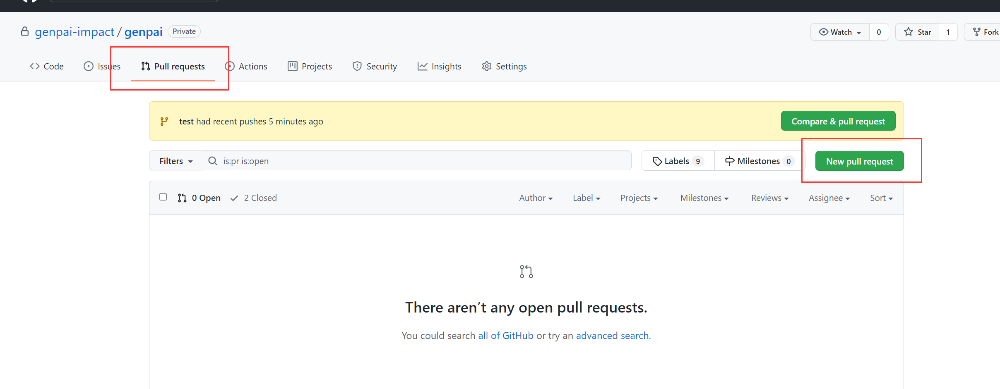 genpai-impact / genpai Private
Watch 0 Star 1 Fork
Code Issues Pull requests Actions Projects Security Insights Settings
test had recent pushes 5 minutes ago Compare & pull request
Filters is:pr is:open Labels 9 Milestones 0 New pull request
0 Open 2 Closed Author Label Projects Milestones Reviews Assignee Sort
There aren’t any open pull requests.
You could search all of GitHub or try an advanced search.